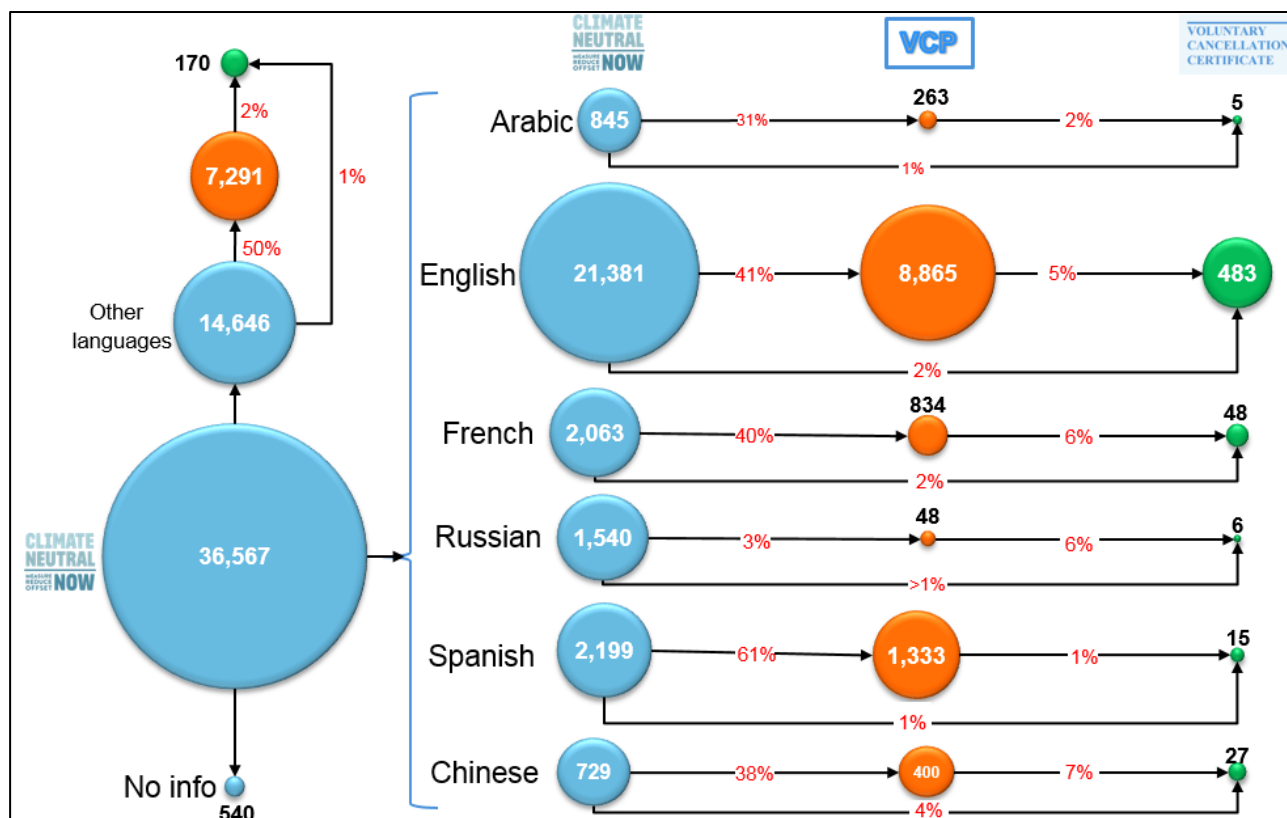 CLIMATE
NEUTRAL
MEASURE
REDUCE
OFFSET NOW
VCP
VOLUNTARY
CANCELLATION
CERTIFICATE
170
2%
7,291
1%
50%
Other
languages
14,646
CLIMATE
NEUTRAL
MEASURE
REDUCE
OFFSET NOW
36,567
No info
540
Arabic
845
31%
263
2%
5
1%
English
21,381
41%
8,865
5%
483
2%
French
2,063
40%
834
6%
48
2%
Russian
1,540
3%
48
6%
6
>1%
Spanish
2,199
61%
1,333
1%
15
1%
Chinese
729
38%
400
7%
27
4%